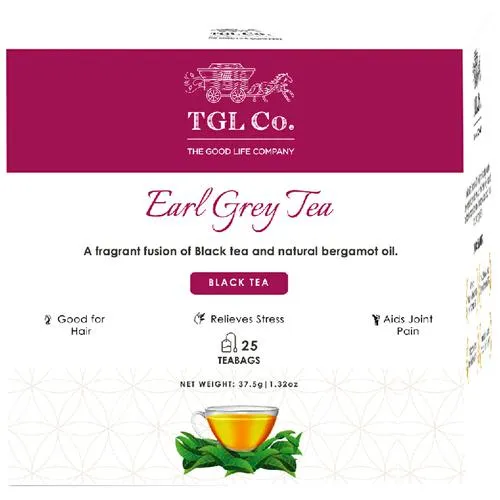 TGL Co.
THE GOOD LIFE COMPANY
Earl Grey Tea
A fragrant fusion of Black tea and natural bergamot oil.
BLACK TEA
Good for
Hair
Relieves Stress
Aids Joint
Pain
25
TEABAGS
NET WEIGHT: 37.5g|1.32oz